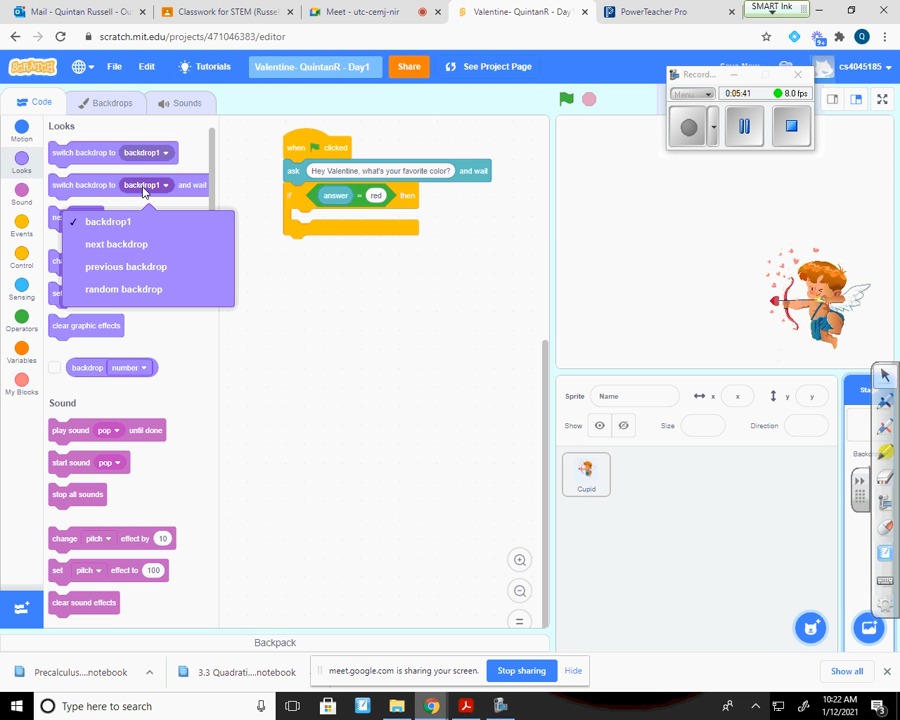 Mail - Quintan Russell - Ou
Classwork for STEM (Russe
Meet - utc-cemj-nir
Valentine- QuintanR - Day1
PowerTeacher Pro
SMART Ink
scratch.mit.edu/projects/471046383/editor
SCRATCH
File
Edit
Tutorials
Valentine- QuintanR - Day1
Share
See Project Page
Save Now
cs4045185
Record...
Menu
0:05:41
8.0 fps
Code
Backdrops
Sounds
Motion
Looks
Sound
Events
Control
Sensing
Operators
Variables
My Blocks
Looks
switch backdrop to backdrop1
switch backdrop to backdrop1 and wait
backdrop1
next backdrop
previous backdrop
random backdrop
clear graphic effects
backdrop number
Sound
play sound pop until done
start sound pop
stop all sounds
change pitch effect by 10
set pitch effect to 100
clear sound effects
when clicked
ask Hey Valentine, what's your favorite color? and wait
if answer = red then
Sprite
Name
x
x
y
y
Show
Size
Direction
Cupid
Backpack
Precalculus....notebook
3.3 Quadrati....notebook
meet.google.com is sharing your screen.
Stop sharing
Hide
Show all
Type here to search
10:22 AM
1/12/2021
3